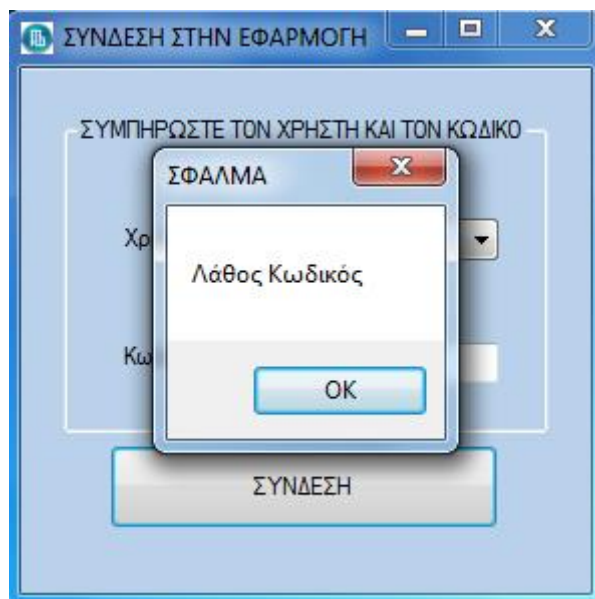 ΣΥΝΔΕΣΗ ΣΤΗΝ ΕΦΑΡΜΟΓΗ
ΣΥΜΠΗΡΩΣΤΕ ΤΟΝ ΧΡΗΣΤΗ ΚΑΙ ΤΟΝ ΚΩΔΙΚΟ
ΣΦΑΛΜΑ
Λάθος Κωδικός
OK
ΣΥΝΔΕΣΗ